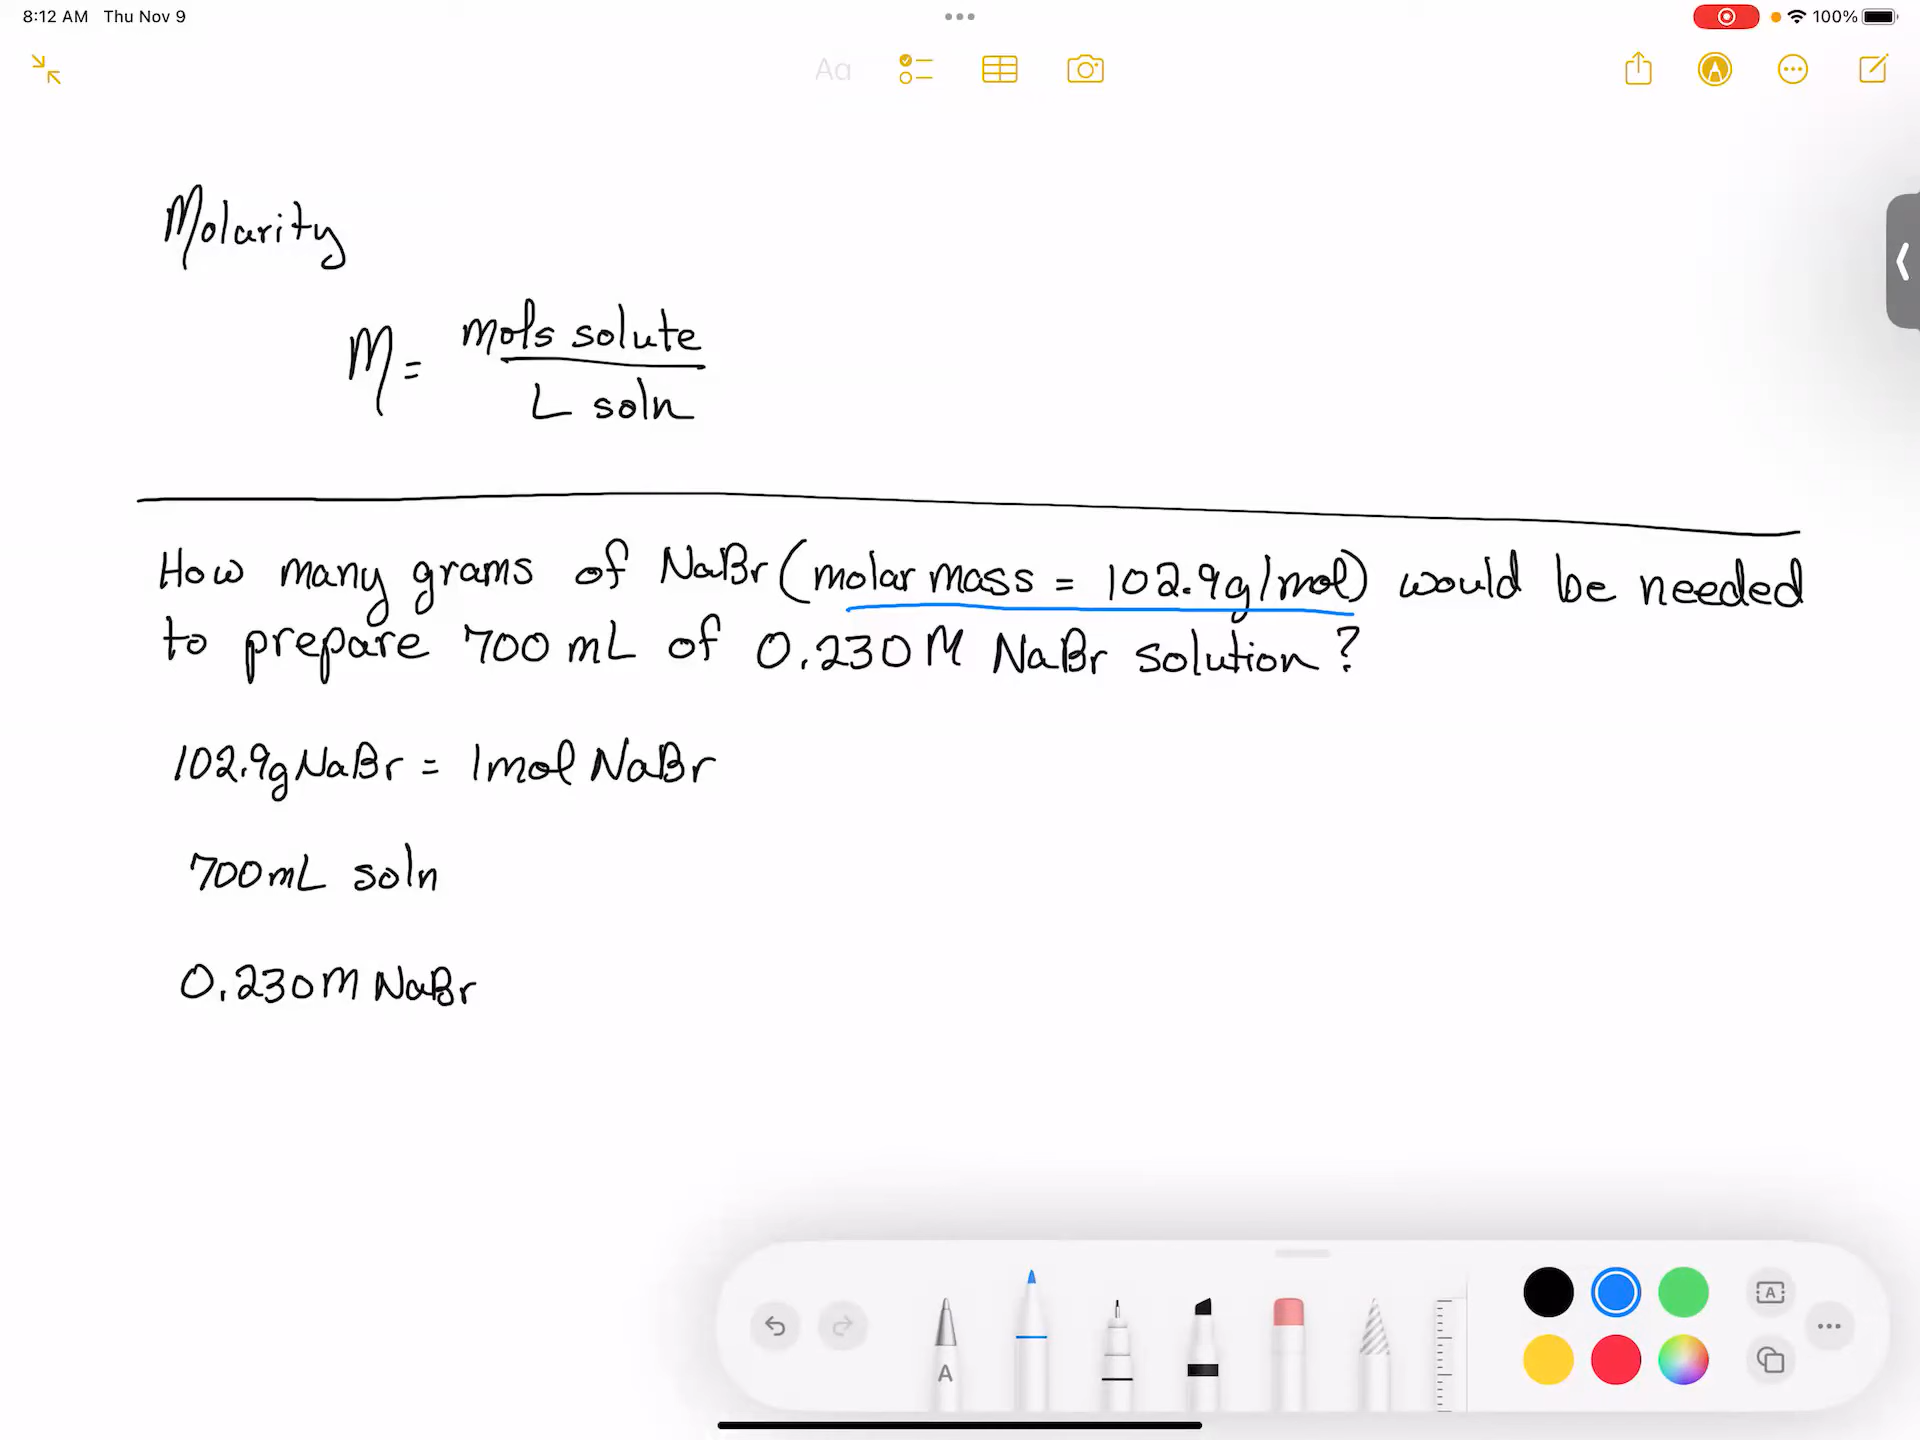 8:12 AM Thu Nov 9
100%
Aa
Molarity
M = mols solute
L soln
How many grams of NaBr (molar mass = 102.9g/mol) would be needed
to prepare 700 mL of 0.230M NaBr solution?
102.9g NaBr = 1mol NaBr
700mL soln
0.230M NaBr
A
A